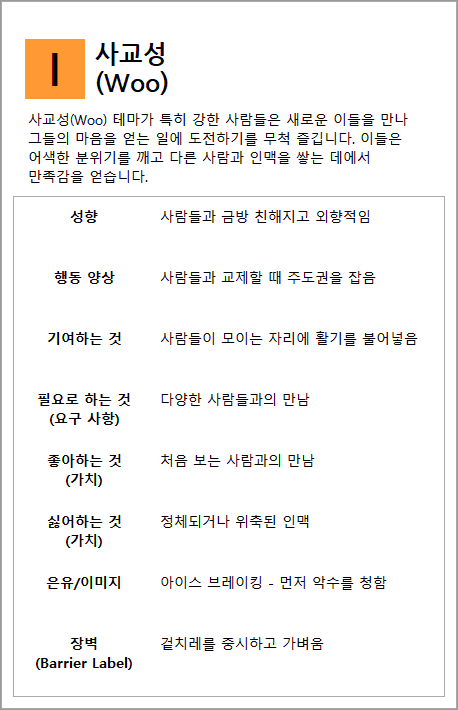 I
사교성
(Woo)
사교성(Woo) 테마가 특히 강한 사람들은 새로운 이들을 만나
그들의 마음을 얻는 일에 도전하기를 무척 즐깁니다. 이들은
어색한 분위기를 깨고 다른 사람과 인맥을 쌓는 데에서
만족감을 얻습니다.
성향 사람들과 금방 친해지고 외향적임
행동 양상 사람들과 교제할 때 주도권을 잡음
기여하는 것 사람들이 모이는 자리에 활기를 불어넣음
필요로 하는 것 다양한 사람들과의 만남
(요구 사항)
좋아하는 것 처음 보는 사람과의 만남
(가치)
싫어하는 것 정체되거나 위축된 인맥
(가치)
은유/이미지 아이스 브레이킹 - 먼저 악수를 청함
장벽 겉치레를 중시하고 가벼움
(Barrier Label)